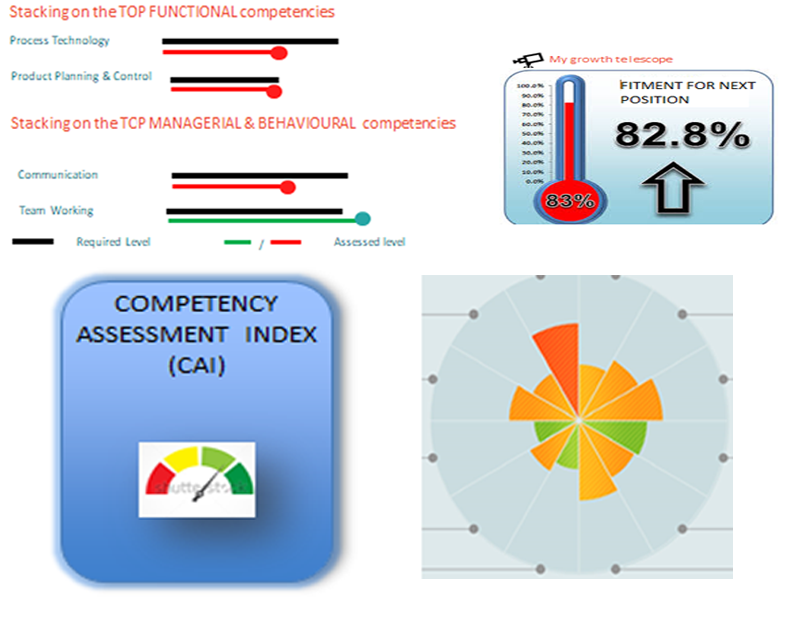 Stacking on the TOP FUNCTIONAL competencies
Process Technology
Product Planning & Control
Stacking on the TCP MANAGERIAL & BEHAVIOURAL competencies
Communication
Team Working
Required Level
/
Assessed level
My growth telescope
FITMENT FOR NEXT
POSITION
100.0%
90.0%
80.0%
70.0%
60.0%
50.0%
40.0%
30.0%
20.0%
10.0%
0.0%
82.8%
83%
COMPETENCY
ASSESSMENT INDEX
(CAI)